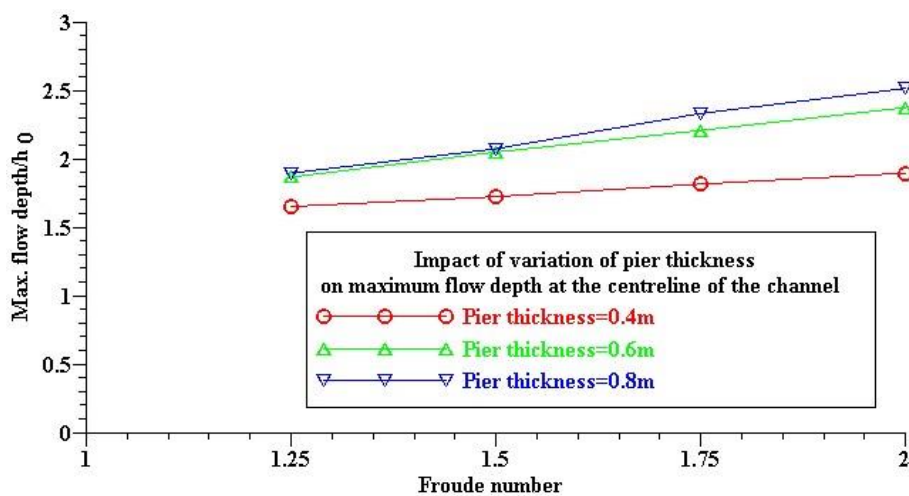 3
2.5
2
1.5
1
0.5
0
Max. flow depth/h 0
1
1.25
1.5
1.75
2
Froude number
Impact of variation of pier thickness
on maximum flow depth at the centreline of the channel
Pier thickness=0.4m
Pier thickness=0.6m
Pier thickness=0.8m